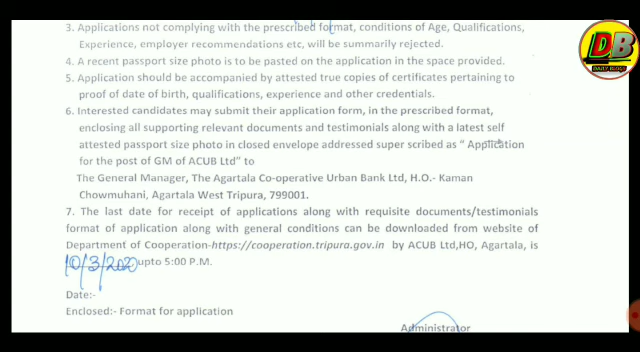 3. Applications not complying with the prescribed format, conditions of Age, Qualifications,
Experience, employer recommendations etc, will be summarily rejected.
4. A recent passport size photo is to be pasted on the application in the space provided.
5. Application should be accompanied by attested true copies of certificates pertaining to
proof of date of birth, qualifications, experience and other credentials.
6. Interested candidates may submit their application form, in the prescribed format,
enclosing all supporting relevant documents and testimonials along with a latest self
attested passport size photo in closed envelope addressed super scribed as “ Application
for the post of GM of ACUB Ltd” to
The General Manager, The Agartala Co-operative Urban Bank Ltd, H.O.- Kaman
Chowmuhani, Agartala West Tripura, 799001.
7. The last date for receipt of applications along with requisite documents/testimonials
format of application along with general conditions can be downloaded from website of
Department of Cooperation-https://cooperation.tripura.gov.in by ACUB Ltd,HO, Agartala, is
10/3/2020 upto 5:00 P.M.
Date:-
Enclosed:- Format for application
Administrator
DB
DAILY BLOGS